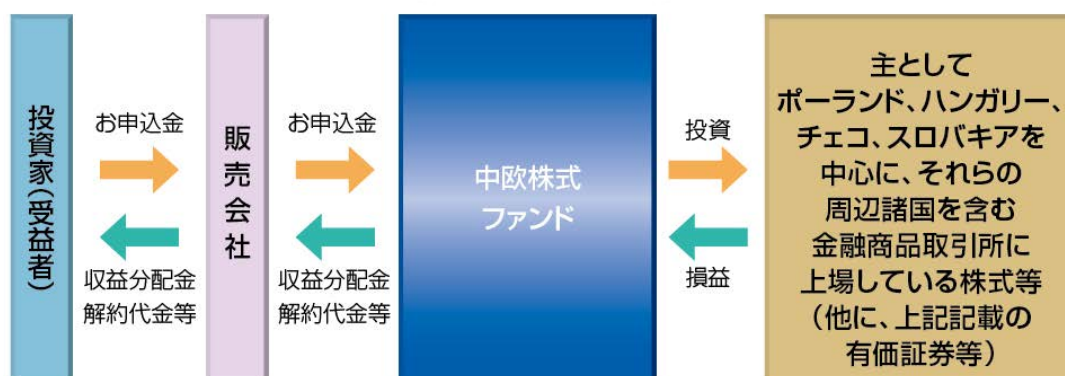 投資家(受益者)
お申込金
収益分配金
解約代金等
販売会社
お申込金
収益分配金
解約代金等
中欧株式
ファンド
投資
損益
主として
ポーランド、ハンガリー、
チェコ、スロバキアを
中心に、それらの
周辺諸国を含む
金融商品取引所に
上場している株式等
(他に、上記記載の
有価証券等)